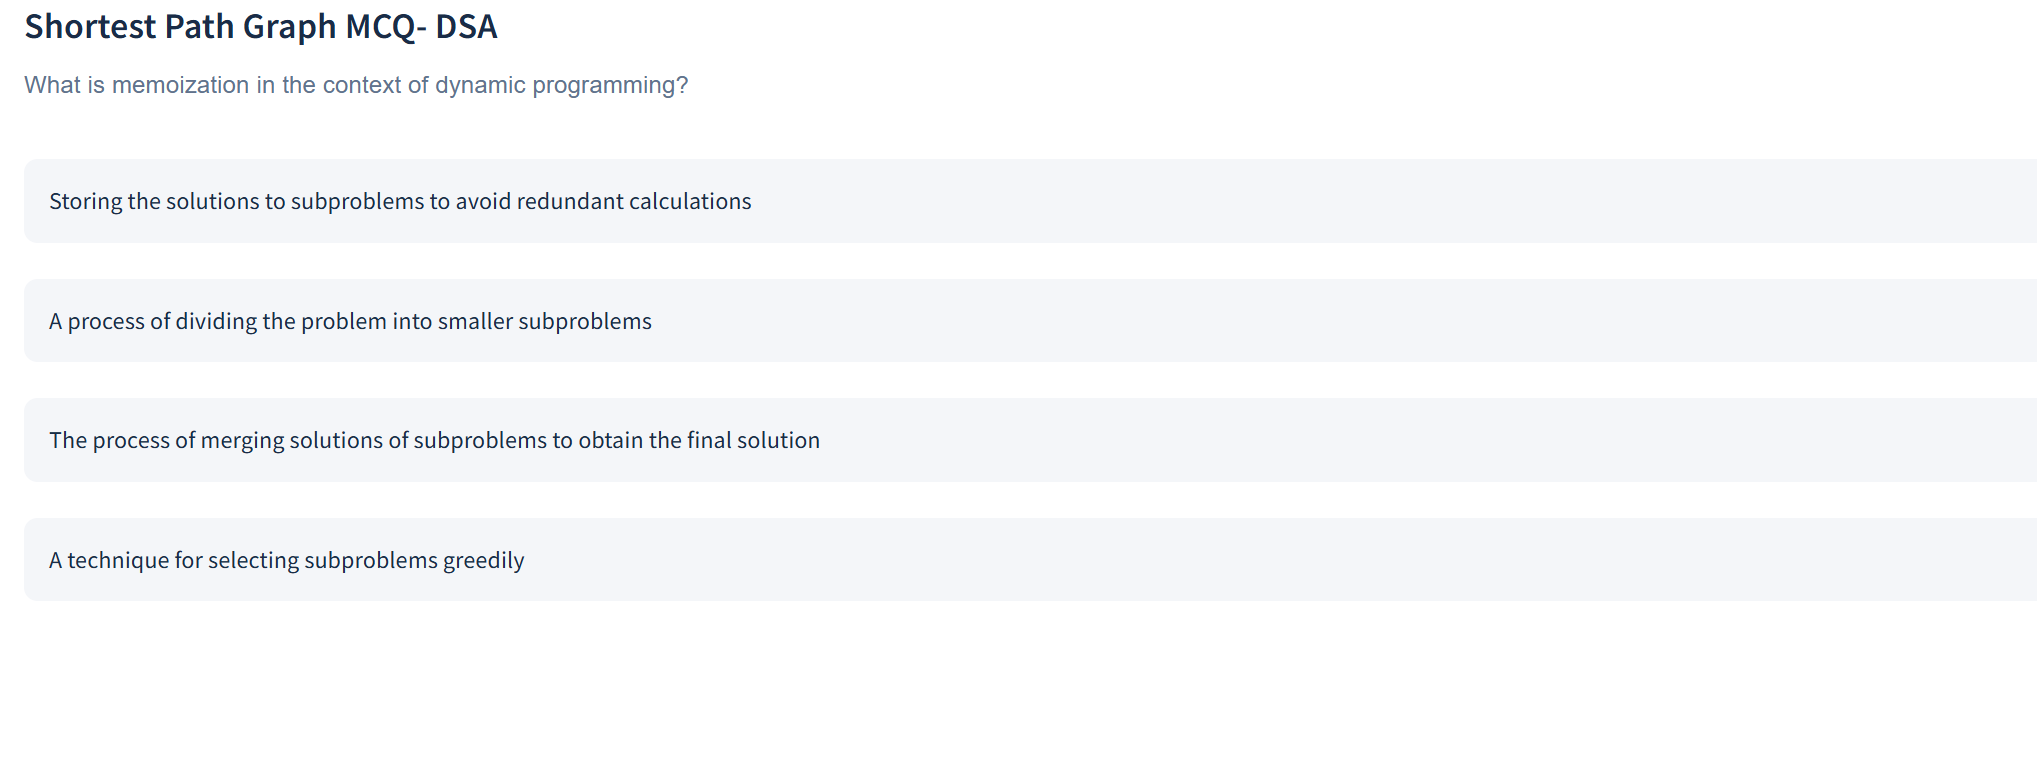 Shortest Path Graph MCQ- DSA
What is memoization in the context of dynamic programming?
Storing the solutions to subproblems to avoid redundant calculations
A process of dividing the problem into smaller subproblems
The process of merging solutions of subproblems to obtain the final solution
A technique for selecting subproblems greedily